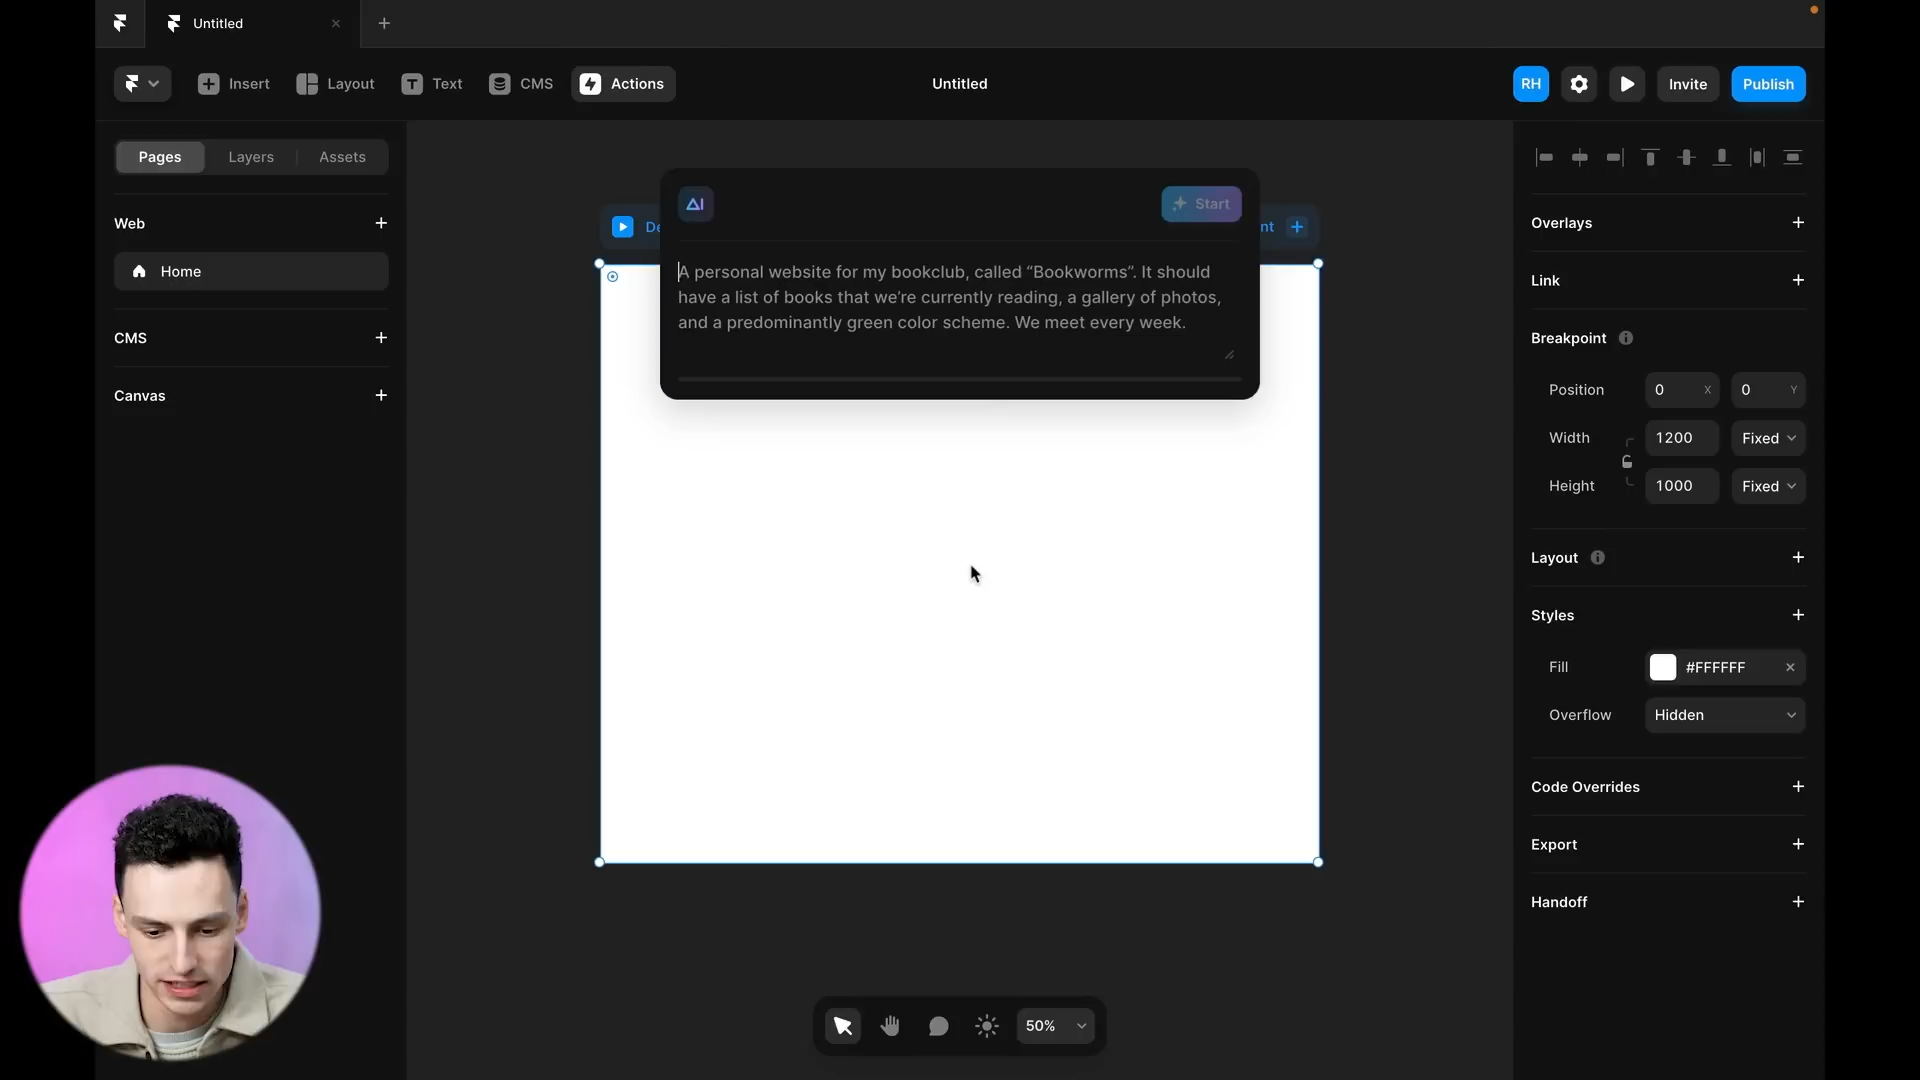 Untitled
Insert
Layout
Text
CMS
Actions
Untitled
RH
Invite
Publish
Pages
Layers
Assets
Web
Home
CMS
Canvas
AI
Start
De
nt
A personal website for my bookclub, called “Bookworms”. It should
have a list of books that we’re currently reading, a gallery of photos,
and a predominantly green color scheme. We meet every week.
50%
Overlays
Link
Breakpoint
Position
0 X
0 Y
Width
1200
Fixed
Height
1000
Fixed
Layout
Styles
Fill
#FFFFFF
Overflow
Hidden
Code Overrides
Export
Handoff